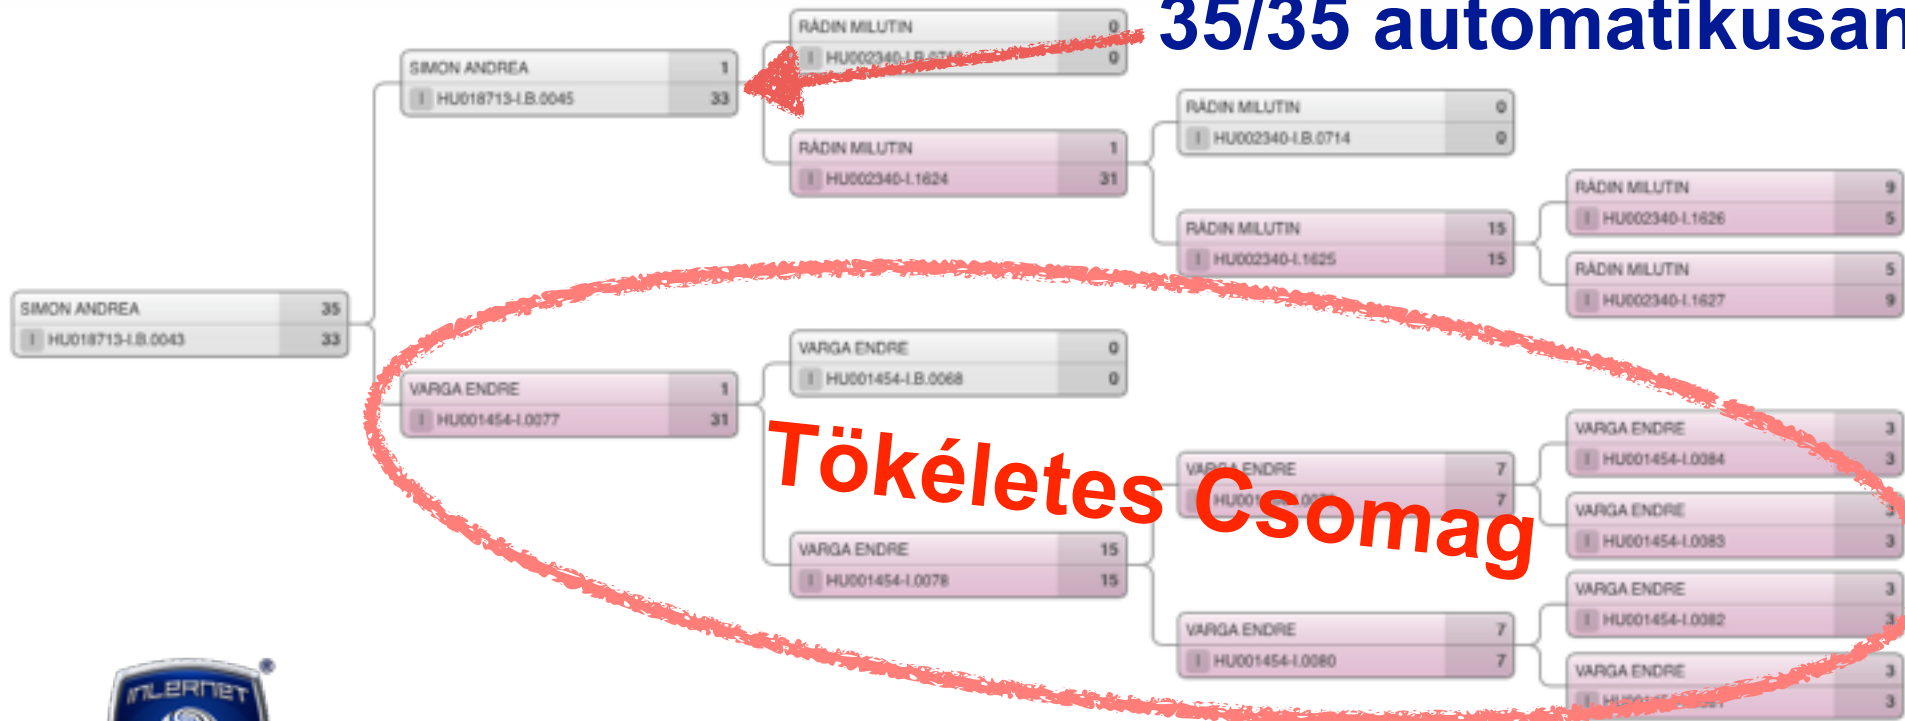 35/35 automatikusan
RÁDIN MILUTIN 0
0
SIMON ANDREA 1
I HU018713-I.B.0045 33
RÁDIN MILUTIN 0
I HU002340-I.B.0714 0
RÁDIN MILUTIN 1
I HU002340-I.1624 31
RÁDIN MILUTIN 9
I HU002340-I.1626 5
RÁDIN MILUTIN 15
I HU002340-I.1625 15
RÁDIN MILUTIN 5
I HU002340-I.1627 9
SIMON ANDREA 35
I HU018713-I.B.0043 33
VARGA ENDRE 0
I HU001454-I.B.0068 0
VARGA ENDRE 1
I HU001454-I.0077 31
Tökéletes Csomag
VARGA ENDRE 3
I HU001454-I.0084 3
VARGA ENDRE 7
7
VARGA ENDRE 3
I HU001454-I.0083 3
VARGA ENDRE 15
I HU001454-I.0078 15
VARGA ENDRE 3
I HU001454-I.0082 3
VARGA ENDRE 7
I HU001454-I.0080 7
VARGA ENDRE 3
3
INLERNET ®